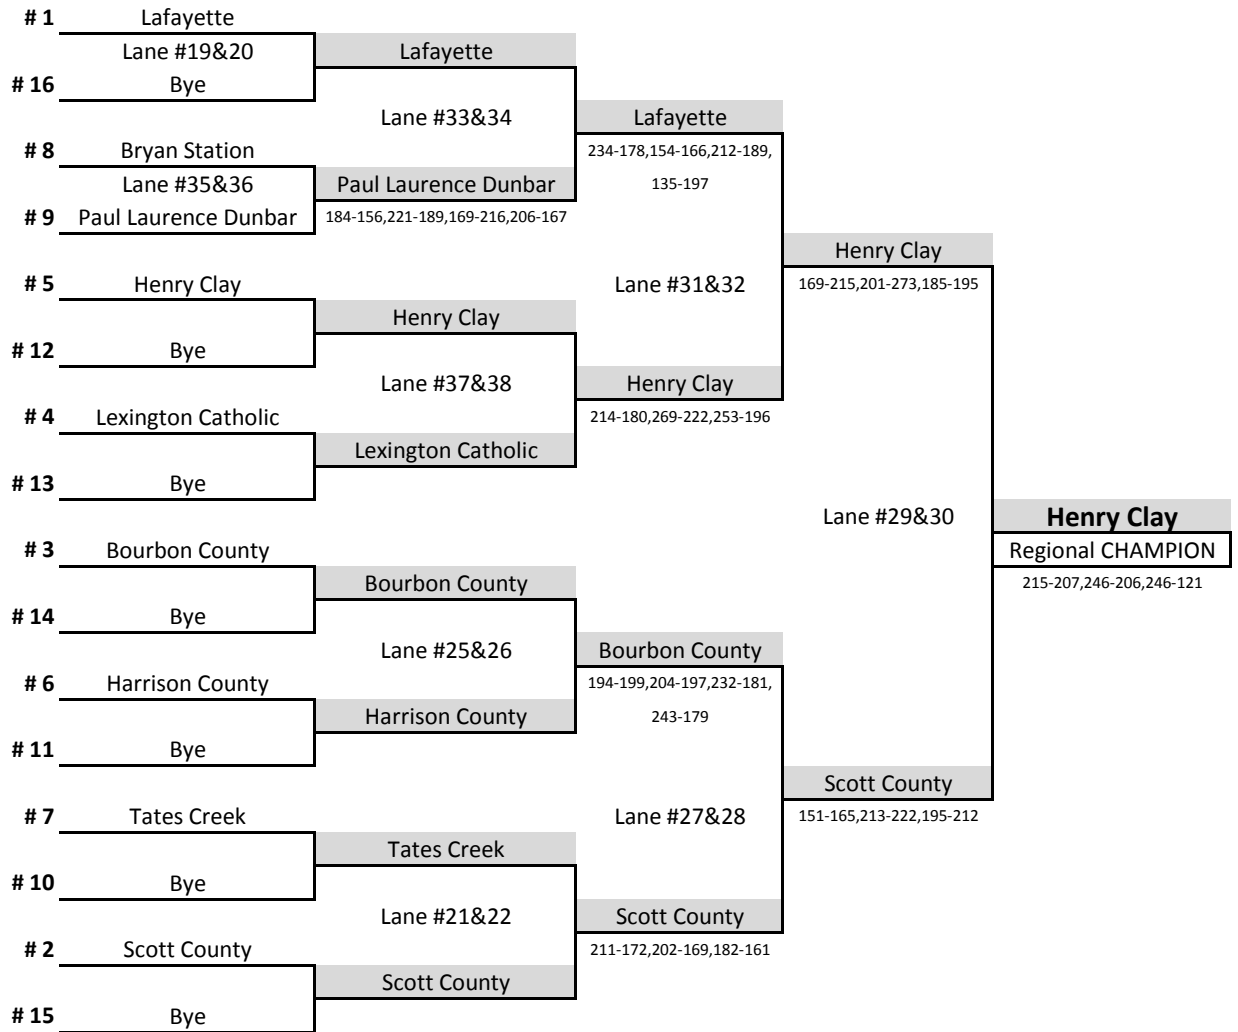 # 1 Lafayette
Lane #19&20 Lafayette
# 16 Bye
Lane #33&34 Lafayette
# 8 Bryan Station 234-178,154-166,212-189,
Lane #35&36 Paul Laurence Dunbar 135-197
# 9 Paul Laurence Dunbar 184-156,221-189,169-216,206-167
Henry Clay
# 5 Henry Clay Lane #31&32 169-215,201-273,185-195
Henry Clay
# 12 Bye
Lane #37&38 Henry Clay
# 4 Lexington Catholic 214-180,269-222,253-196
Lexington Catholic
# 13 Bye
Lane #29&30 Henry Clay
# 3 Bourbon County Regional CHAMPION
Bourbon County 215-207,246-206,246-121
# 14 Bye
Lane #25&26 Bourbon County
# 6 Harrison County 194-199,204-197,232-181,
Harrison County 243-179
# 11 Bye
Scott County
# 7 Tates Creek Lane #27&28 151-165,213-222,195-212
Tates Creek
# 10 Bye
Lane #21&22 Scott County
# 2 Scott County 211-172,202-169,182-161
Scott County
# 15 Bye